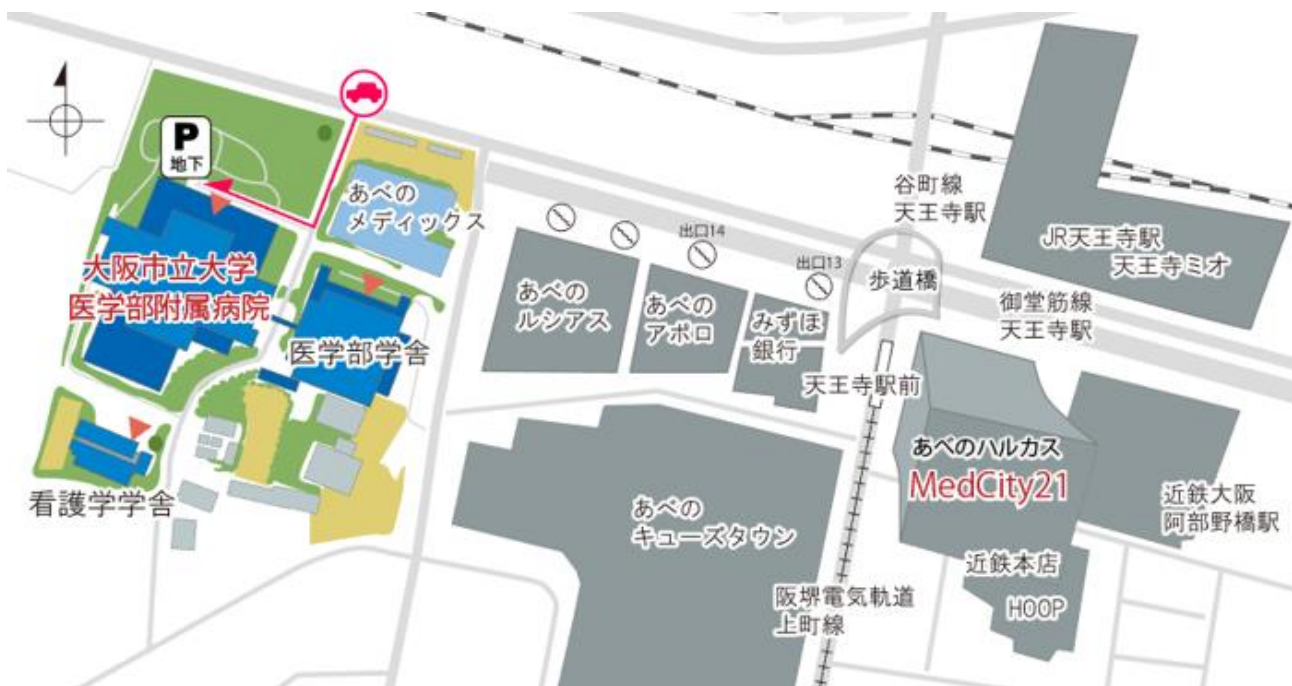 P
地下
あべの
メディックス
大阪市立大学
医学部附属病院
医学部学舎
看護学学舎
あべの
ルシアス
出口14
あべの
アポロ
出口13
みずほ
銀行
歩道橋
谷町線
天王寺駅
JR天王寺駅
天王寺ミオ
御堂筋線
天王寺駅
天王寺駅前
あべのハルカス
MedCity21
近鉄大阪
阿部野橋駅
あべの
キューズタウン
近鉄本店
HOOP
阪堺電気軌道
上町線